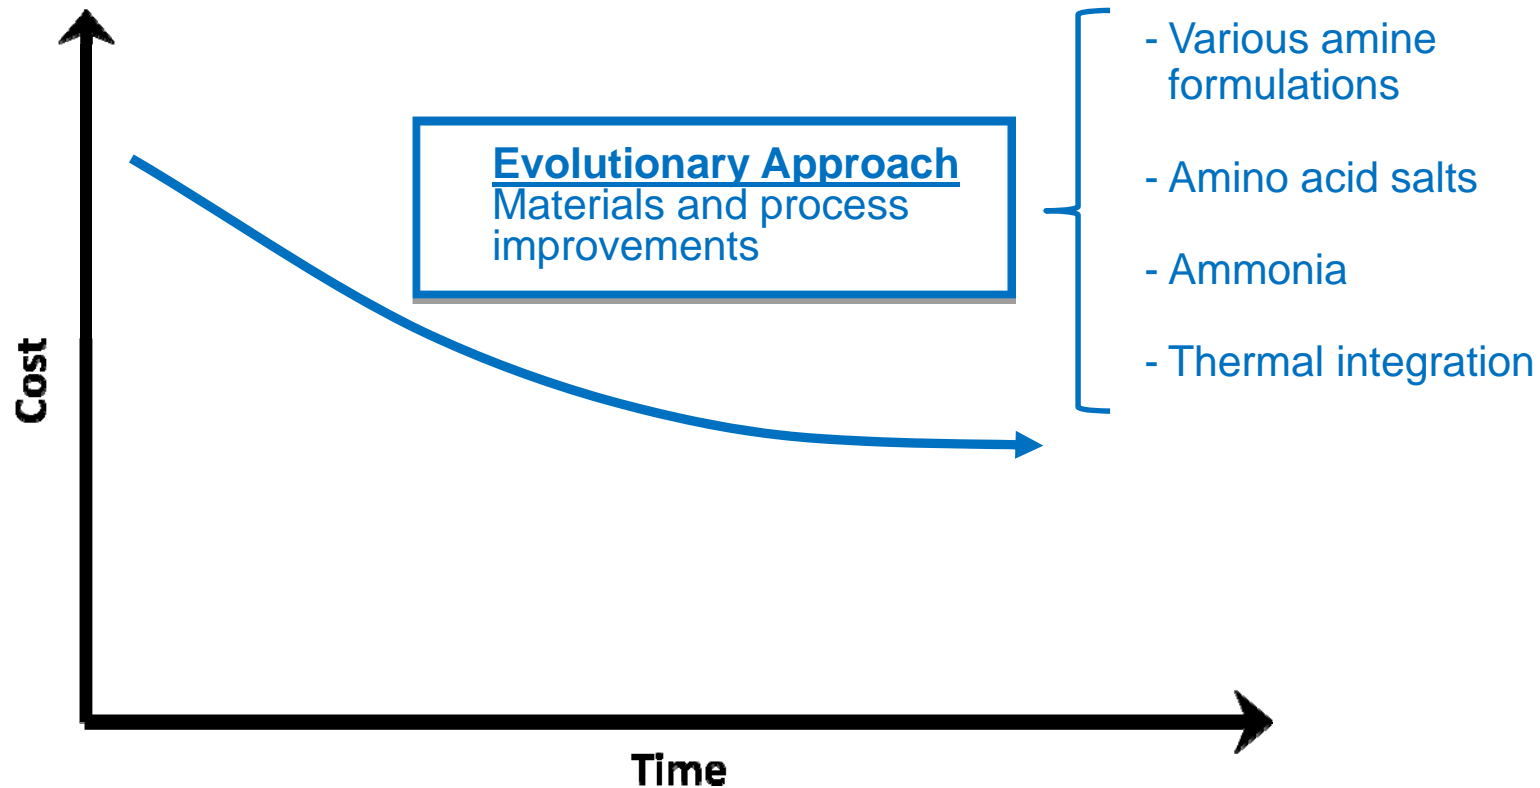 - Various amine
formulations
Evolutionary Approach
Materials and process
improvements
- Amino acid salts
- Ammonia
- Thermal integration
Cost
Time